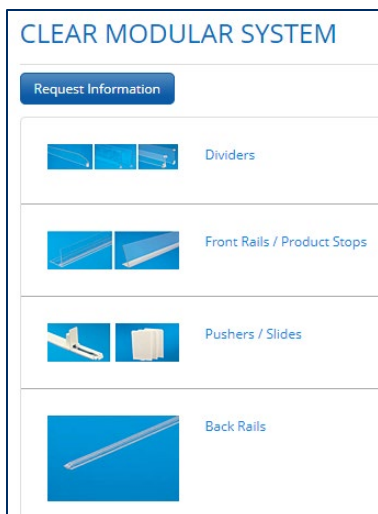 CLEAR MODULAR SYSTEM
Request Information
Dividers
Front Rails / Product Stops
Pushers / Slides
Back Rails